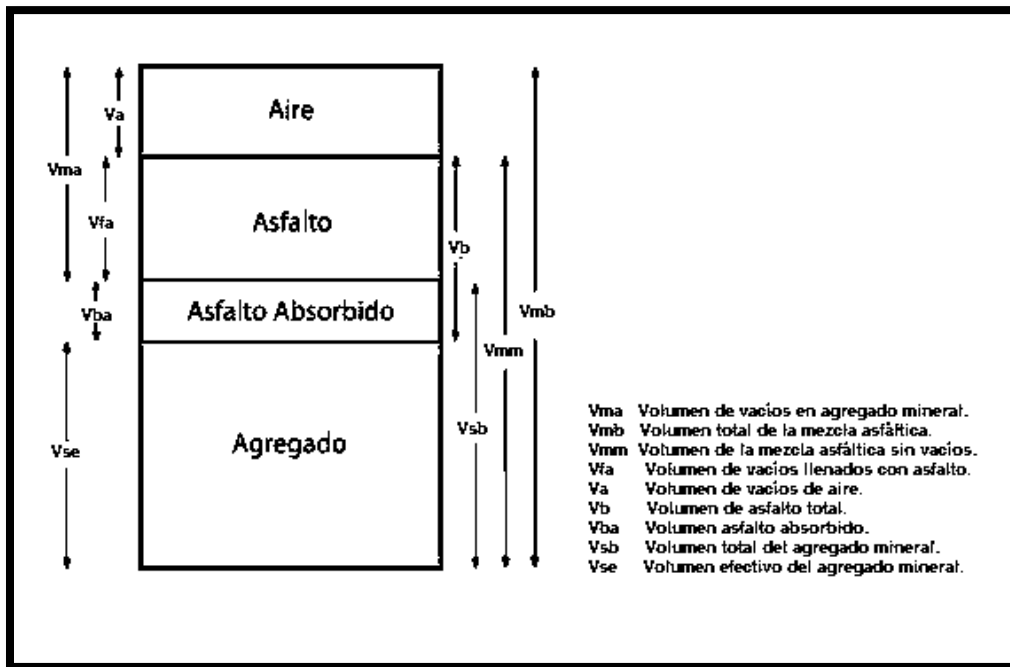 Aire
Va
Vma
Vfa
Asfalto
Vb
Vba
Asfalto Absorbido
Vmb
Vmm
Vse
Agregado
Vsb
Vma Volumen de vacíos en agregado mineral.
Vmb Volumen total de la mezcla asfáltica.
Vmm Volumen de la mezcla asfáltica sin vacíos.
Vfa Volumen de vacíos llenados con asfalto.
Va Volumen de vacíos de aire.
Vb Volumen de asfalto total.
Vba Volumen asfalto absorbido.
Vsb Volumen total del agregado mineral.
Vse Volumen efectivo del agregado mineral.